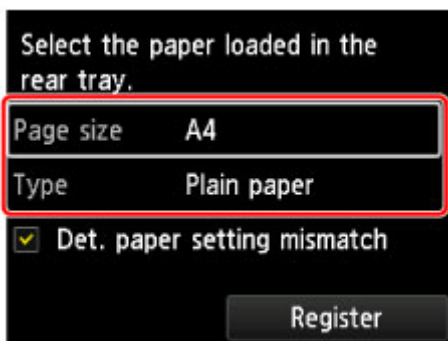 Select the paper loaded in the
rear tray.
Page size A4
Type Plain paper
Det. paper setting mismatch
Register